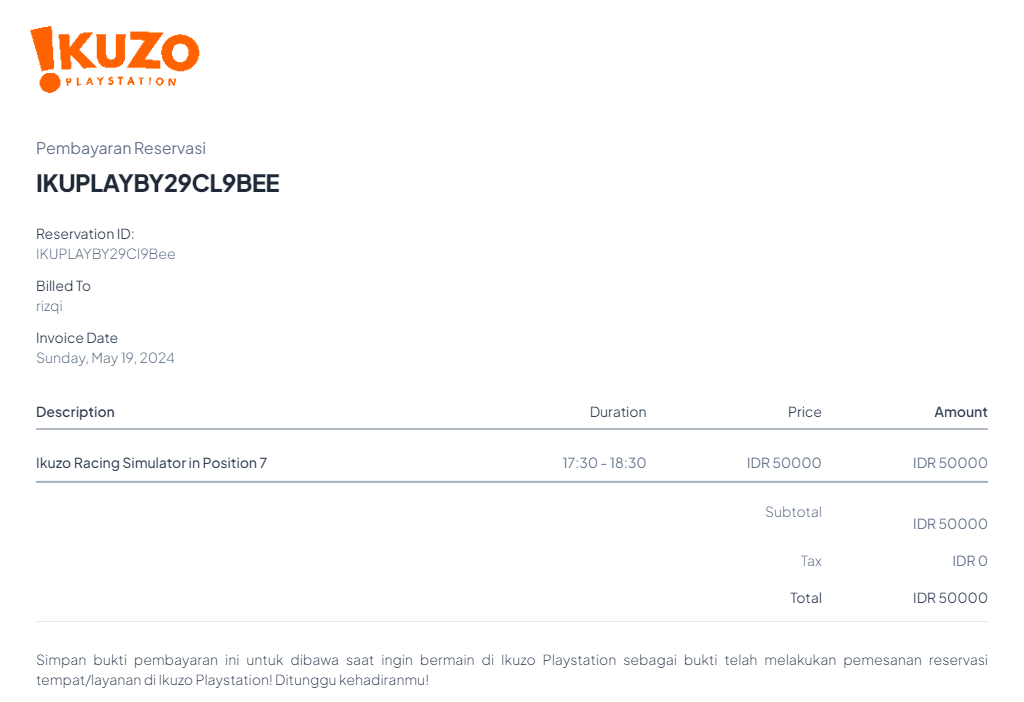 !KUZO
PLAYSTATION
Pembayaran Reservasi
IKUPLAYBY29CL9BEE
Reservation ID:
IKUPLAYBY29Cl9Bee
Billed To
rizqi
Invoice Date
Sunday, May 19, 2024
Description Duration Price Amount
Ikuzo Racing Simulator in Position 7 17:30 - 18:30 IDR 50000 IDR 50000
Subtotal IDR 50000
Tax IDR 0
Total IDR 50000
Simpan bukti pembayaran ini untuk dibawa saat ingin bermain di Ikuzo Playstation sebagai bukti telah melakukan pemesanan reservasi
tempat/layanan di Ikuzo Playstation! Ditunggu kehadiranmu!